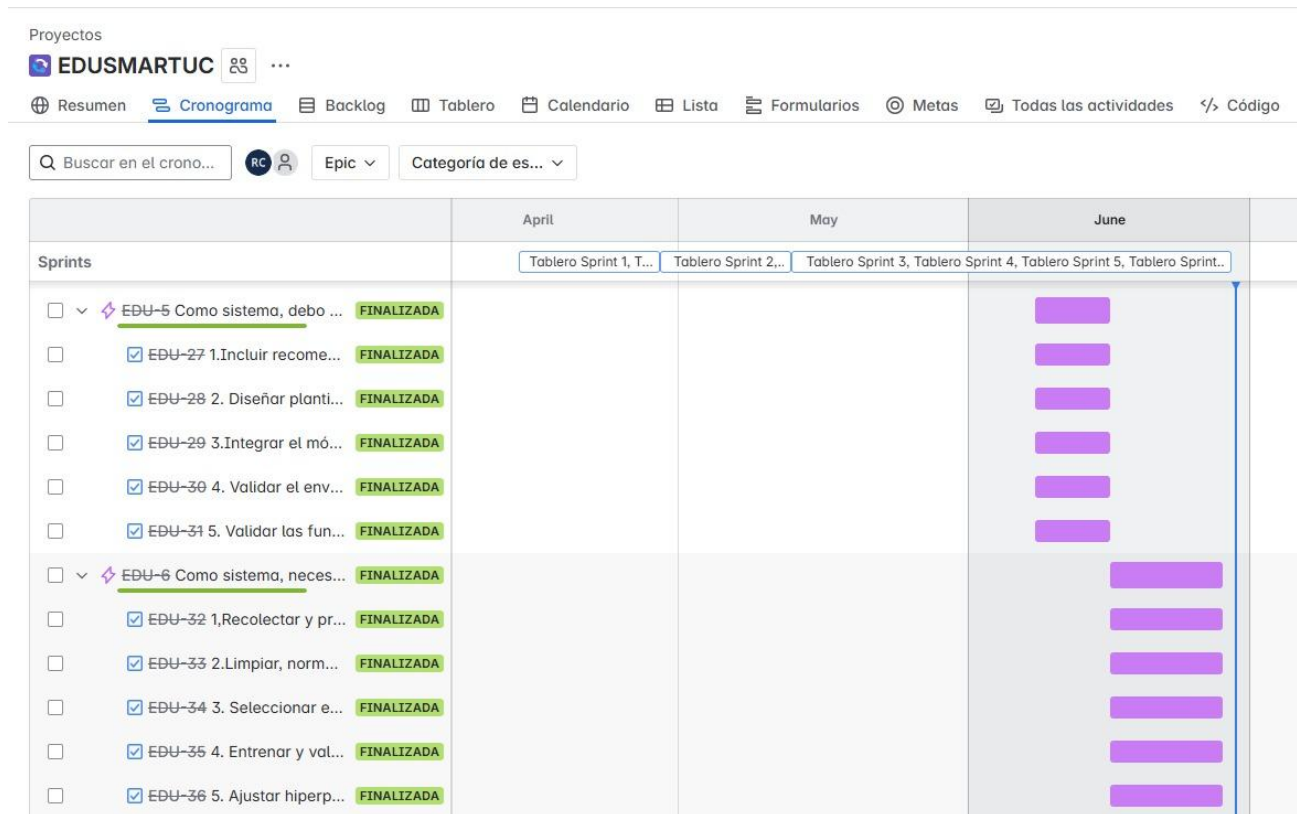 Proyectos
EDUSMARTUC ...
Resumen Cronograma Backlog Tablero Calendario Lista Formularios Metas Todas las actividades Código
Buscar en el crono... RC Epic Categoría de es...
April May June
Sprints Tablero Sprint 1, T... Tablero Sprint 2,.. Tablero Sprint 3, Tablero Sprint 4, Tablero Sprint 5, Tablero Sprint..
EDU-5 Como sistema, debo ... FINALIZADA
EDU-27 1.Incluir recome... FINALIZADA
EDU-28 2. Diseñar planti... FINALIZADA
EDU-29 3.Integrar el mó... FINALIZADA
EDU-30 4. Validar el env... FINALIZADA
EDU-31 5. Validar las fun... FINALIZADA
EDU-6 Como sistema, neces... FINALIZADA
EDU-32 1,Recolectar y pr... FINALIZADA
EDU-33 2.Limpiar, norm... FINALIZADA
EDU-34 3. Seleccionar e... FINALIZADA
EDU-35 4. Entrenar y val... FINALIZADA
EDU-36 5. Ajustar hiperp... FINALIZADA